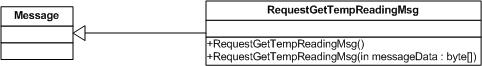 Message
RequestGetTempReadingMsg
+RequestGetTempReadingMsg()
+RequestGetTempReadingMsg(in messageData : byte[])